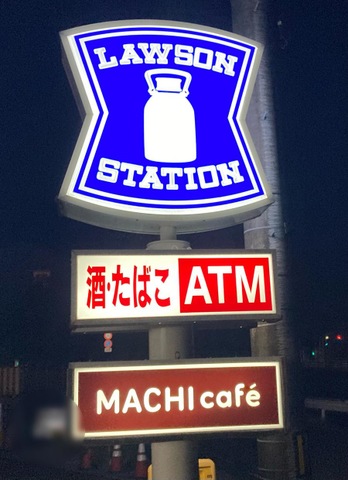 LAWSON
STATION
酒・たばこ ATM
MACHI café